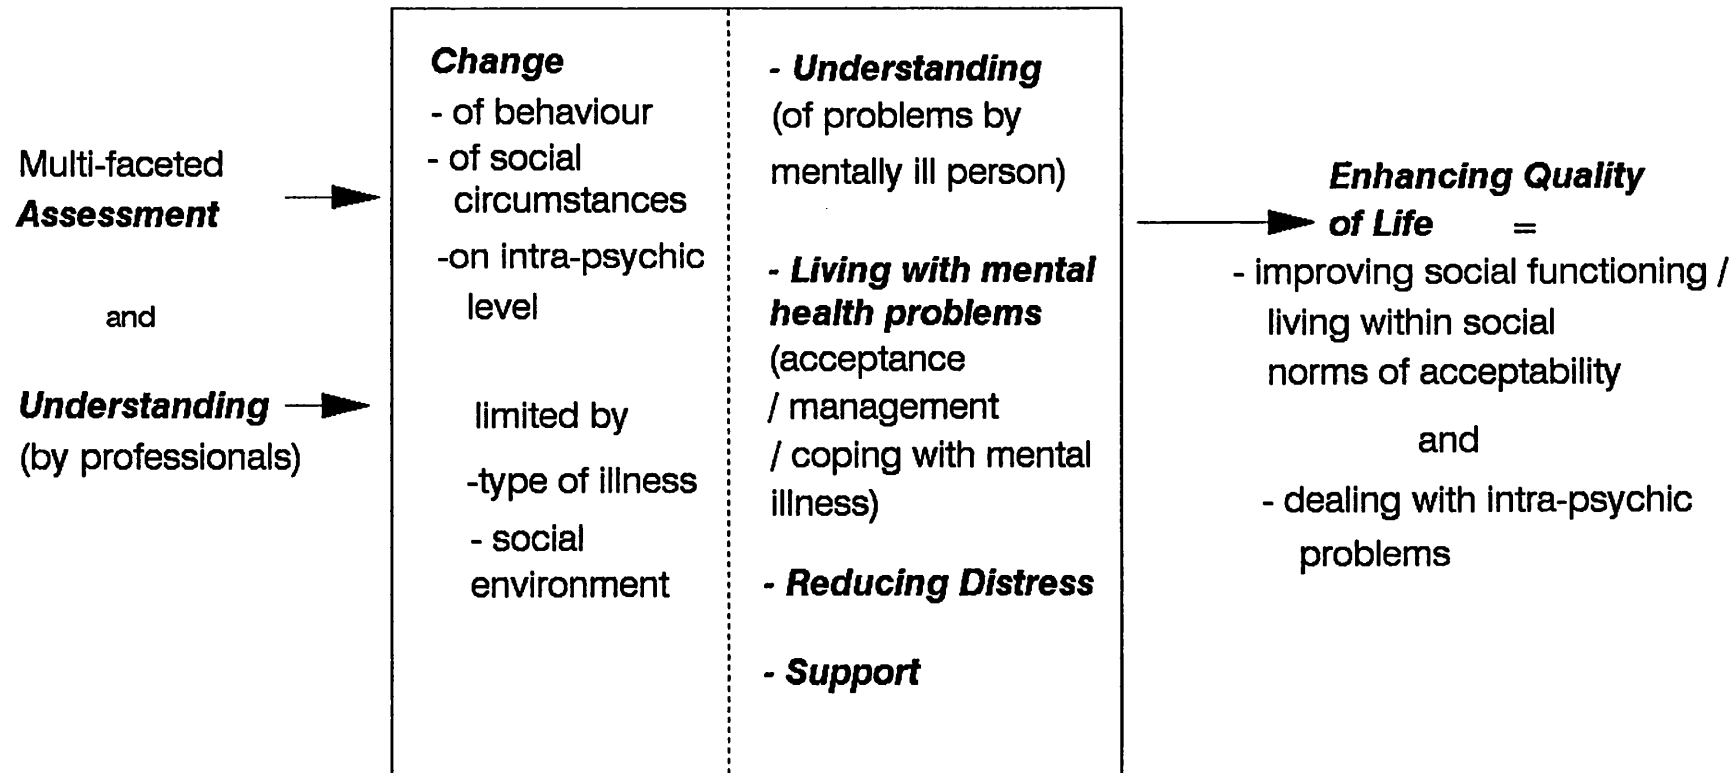 Multi-faceted
Assessment
and
Understanding
(by professionals)
Change
- of behaviour
- of social
circumstances
-on intra-psychic
level
limited by
-type of illness
- social
environment
- Understanding
(of problems by
mentally ill person)
- Living with mental
health problems
(acceptance
/ management
/ coping with mental
illness)
- Reducing Distress
- Support
Enhancing Quality
of Life =
- improving social functioning /
living within social
norms of acceptability
and
- dealing with intra-psychic
problems